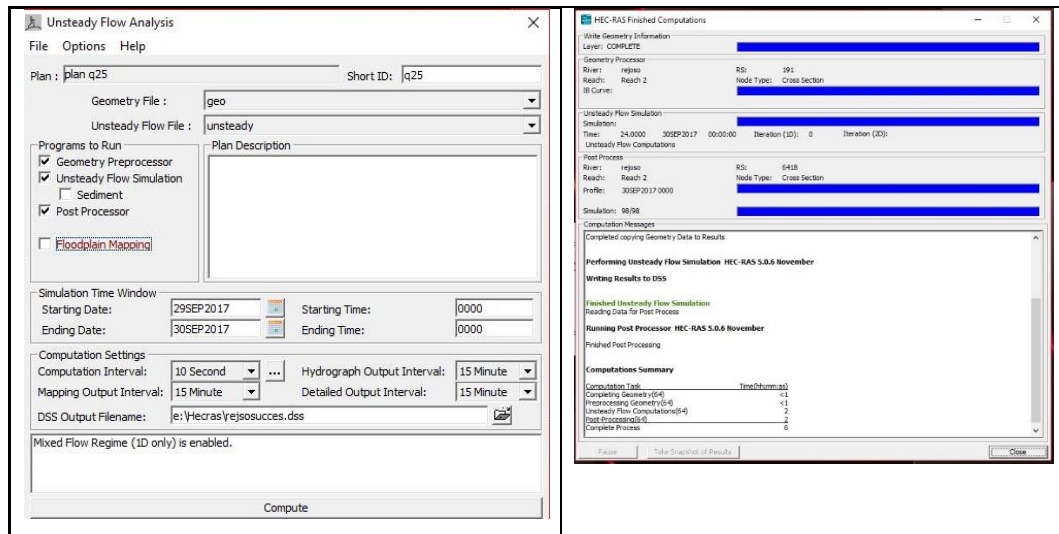 Unsteady Flow Analysis
File Options Help
Plan : plan q25 Short ID: q25
Geometry File : geo
Unsteady Flow File : unsteady
Programs to Run
Geometry Preprocessor
Unsteady Flow Simulation
Sediment
Post Processor
Floodplain Mapping
Plan Description
Simulation Time Window
Starting Date: 29SEP2017 Starting Time: 0000
Ending Date: 30SEP2017 Ending Time: 0000
Computation Settings
Computation Interval: 10 Second ... Hydrograph Output Interval: 15 Minute
Mapping Output Interval: 15 Minute Detailed Output Interval: 15 Minute
DSS Output Filename: e:\Hecras\rejsosucces.dss
Mixed Flow Regime (1D only) is enabled.
Compute
HEC-RAS Finished Computations
Write Geometry Information
Layer: COMPLETE
Geometry Processor
River: rejoso RS: 191
Reach: Reach 2 Node Type: Cross Section
IB Curve:
Unsteady Flow Simulation
Simulation:
Time: 24.0000 30SEP2017 00:00:00 Iteration (1D): 0 Iteration (2D):
Unsteady Flow Computations
Post Process
River: rejoso RS: 6418
Reach: Reach 2 Node Type: Cross Section
Profile: 30SEP2017 0000
Simulation: 98/98
Computation Messages
Completed copying Geometry Data to Results
Performing Unsteady Flow Simulation HEC-RAS 5.0.6 November
Writing Results to DSS
Finished Unsteady Flow Simulation
Reading Data for Post Process
Running Post Processor HEC-RAS 5.0.6 November
Finished Post Processing
Computations Summary
Computation Task Time(hh:mm:ss)
Completing Geometry(64) <1
Preprocessing Geometry(64) <1
Unsteady Flow Computations(64) 2
Post-Processing(64) 2
Complete Process 6
Pause Take Snapshot of Results Close